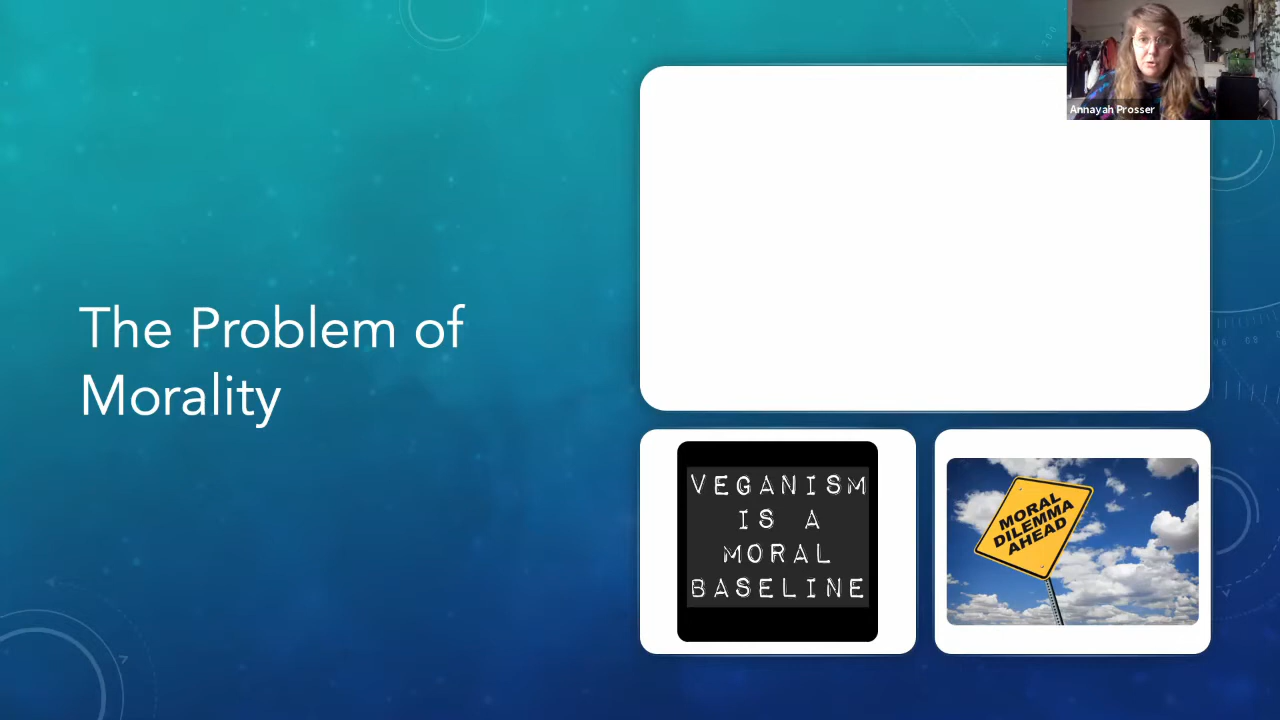 Annayah Prosser
The Problem of
Morality
VEGANISM
IS A
MORAL
BASELINE
MORAL
DILEMMA
AHEAD